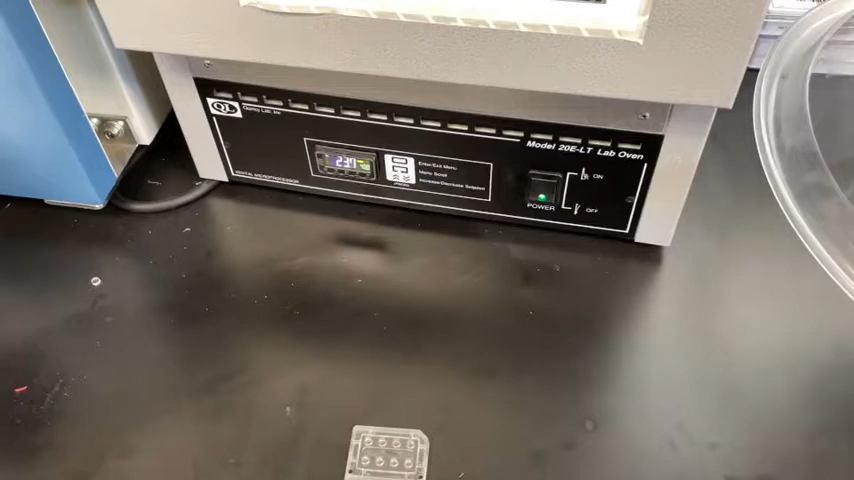 QL
Quincy Lab, Inc
Model 20E-LT Lab Oven
DIGITAL MICROPROCESSOR
Enter/Exit Menu
Menu Scroll
Increase/Decrease Setpoint
POWER
ON
OFF